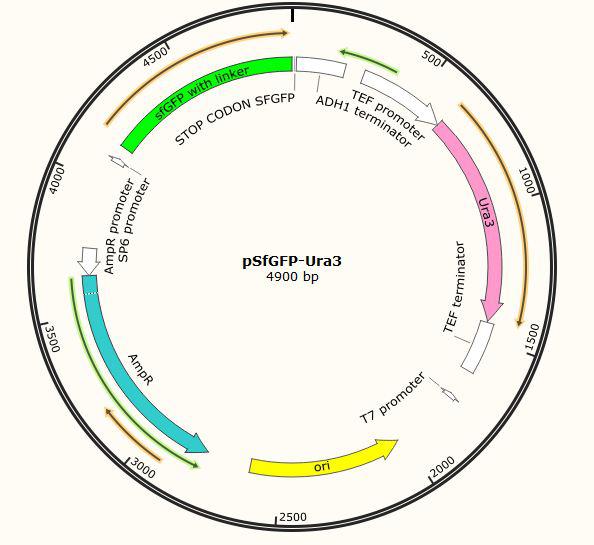 4500
500
sfGFP with linker
STOP CODON SFGFP
ADH1 terminator
TEF promoter
1000
4000
Ura3
AmpR promoter
SP6 promoter
pSfGFP-Ura3
4900 bp
TEF terminator
3500
1500
AmpR
T7 promoter
ori
3000
2000
2500